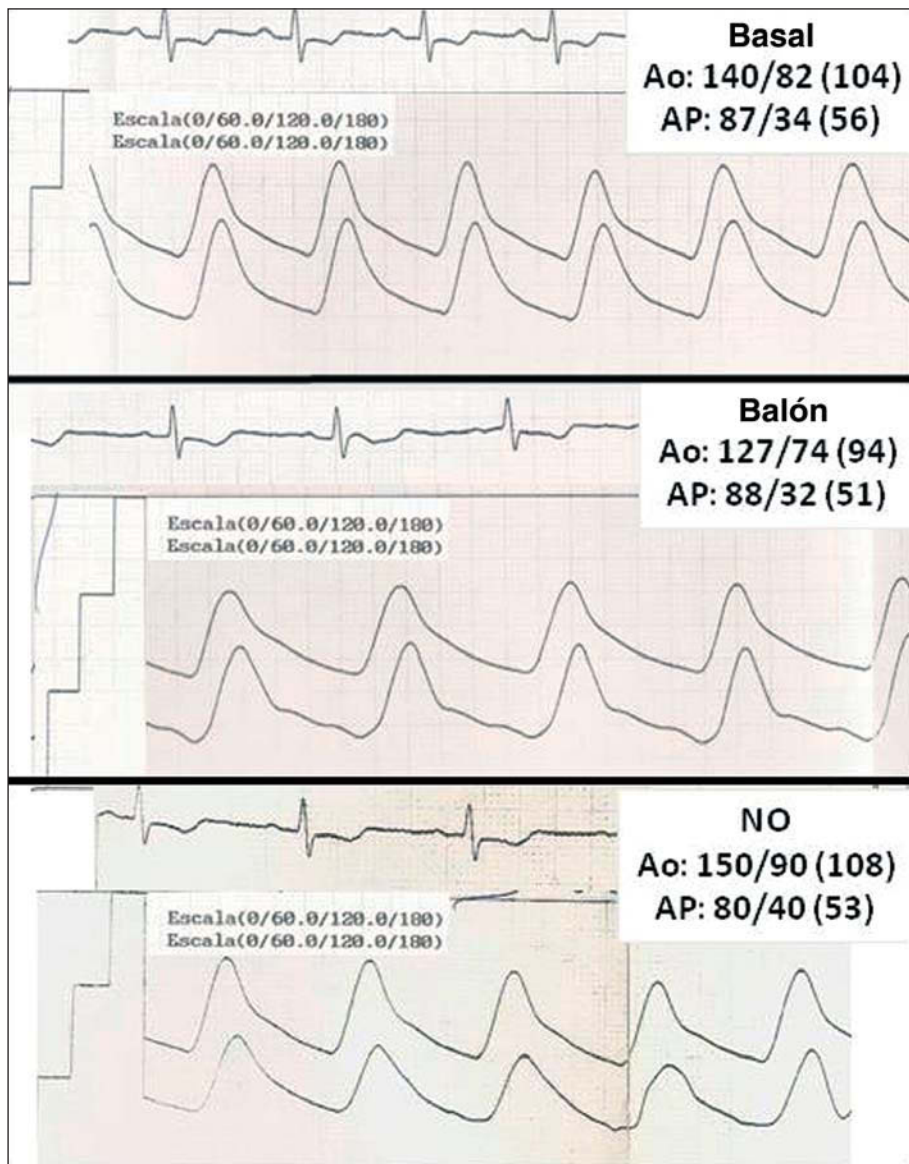 Basal
Ao: 140/82 (104)
AP: 87/34 (56)
Escala(0/60.0/120.0/180)
Escala(0/60.0/120.0/180)
Balón
Ao: 127/74 (94)
AP: 88/32 (51)
Escala(0/60.0/120.0/180)
Escala(0/60.0/120.0/180)
NO
Ao: 150/90 (108)
AP: 80/40 (53)
Escala(0/60.0/120.0/180)
Escala(0/60.0/120.0/180)